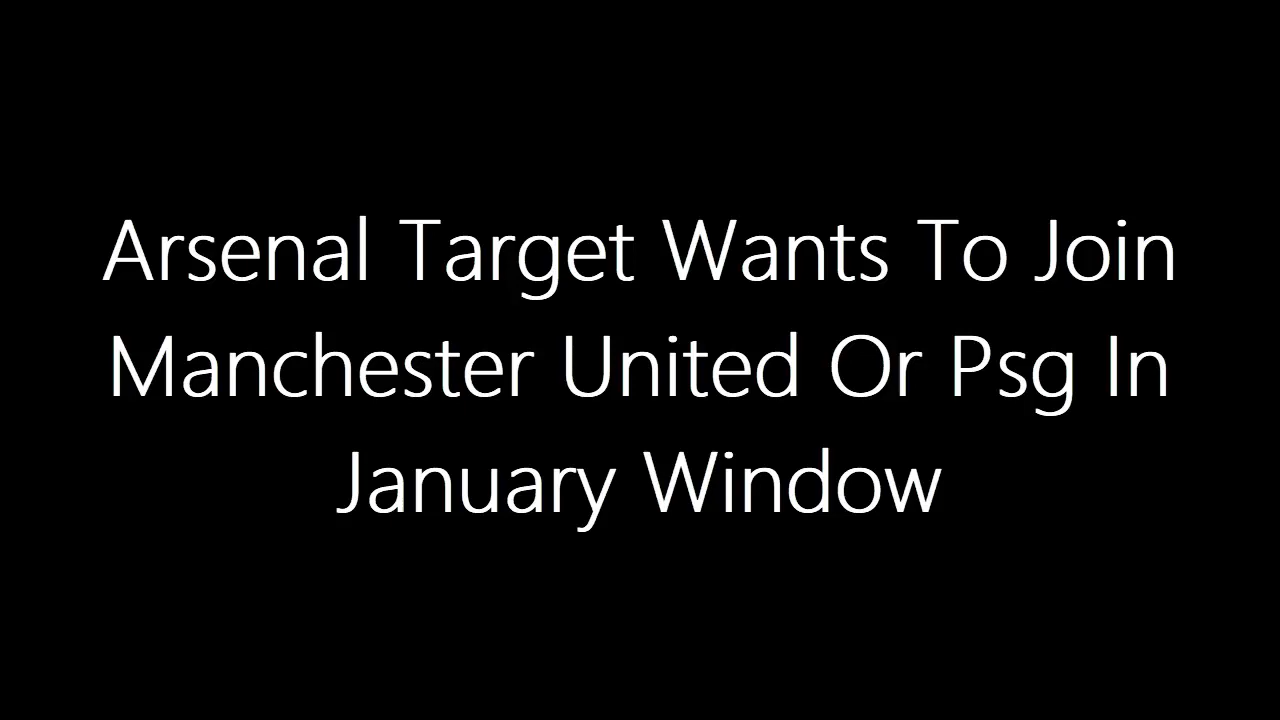 Arsenal Target Wants To Join
Manchester United Or Psg In
January Window